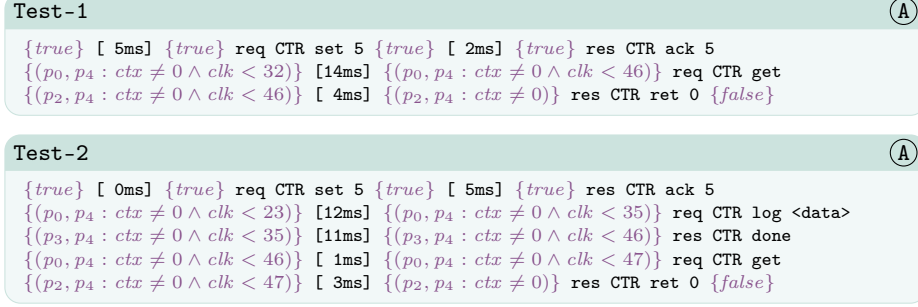 Test-1 A
{true} [ 5ms] {true} req CTR set 5 {true} [ 2ms] res CTR ack 5
{(p₀, p₄ : ctx ≠ 0 ∧ clk < 32)} [14ms] {(p₀, p₄ : ctx ≠ 0 ∧ clk < 46)} req CTR get
{(p₂, p₄ : ctx ≠ 0 ∧ clk < 46)} [ 4ms] {(p₂, p₄ : ctx ≠ 0)} res CTR ret 0 {false}
Test-2 A
{true} [ 0ms] {true} req CTR set 5 {true} [ 5ms] {true} res CTR ack 5
{(p₀, p₄ : ctx ≠ 0 ∧ clk < 23)} [12ms] {(p₀, p₄ : ctx ≠ 0 ∧ clk < 35)} req CTR log <data>
{(p₃, p₄ : ctx ≠ 0 ∧ clk < 35)} [11ms] {(p₃, p₄ : ctx ≠ 0 ∧ clk < 46)} res CTR done
{(p₀, p₄ : ctx ≠ 0 ∧ clk < 46)} [ 1ms] {(p₀, p₄ : ctx ≠ 0 ∧ clk < 47)} req CTR get
{(p₂, p₄ : ctx ≠ 0 ∧ clk < 47)} [ 3ms] {(p₂, p₄ : ctx ≠ 0)} res CTR ret 0 {false}